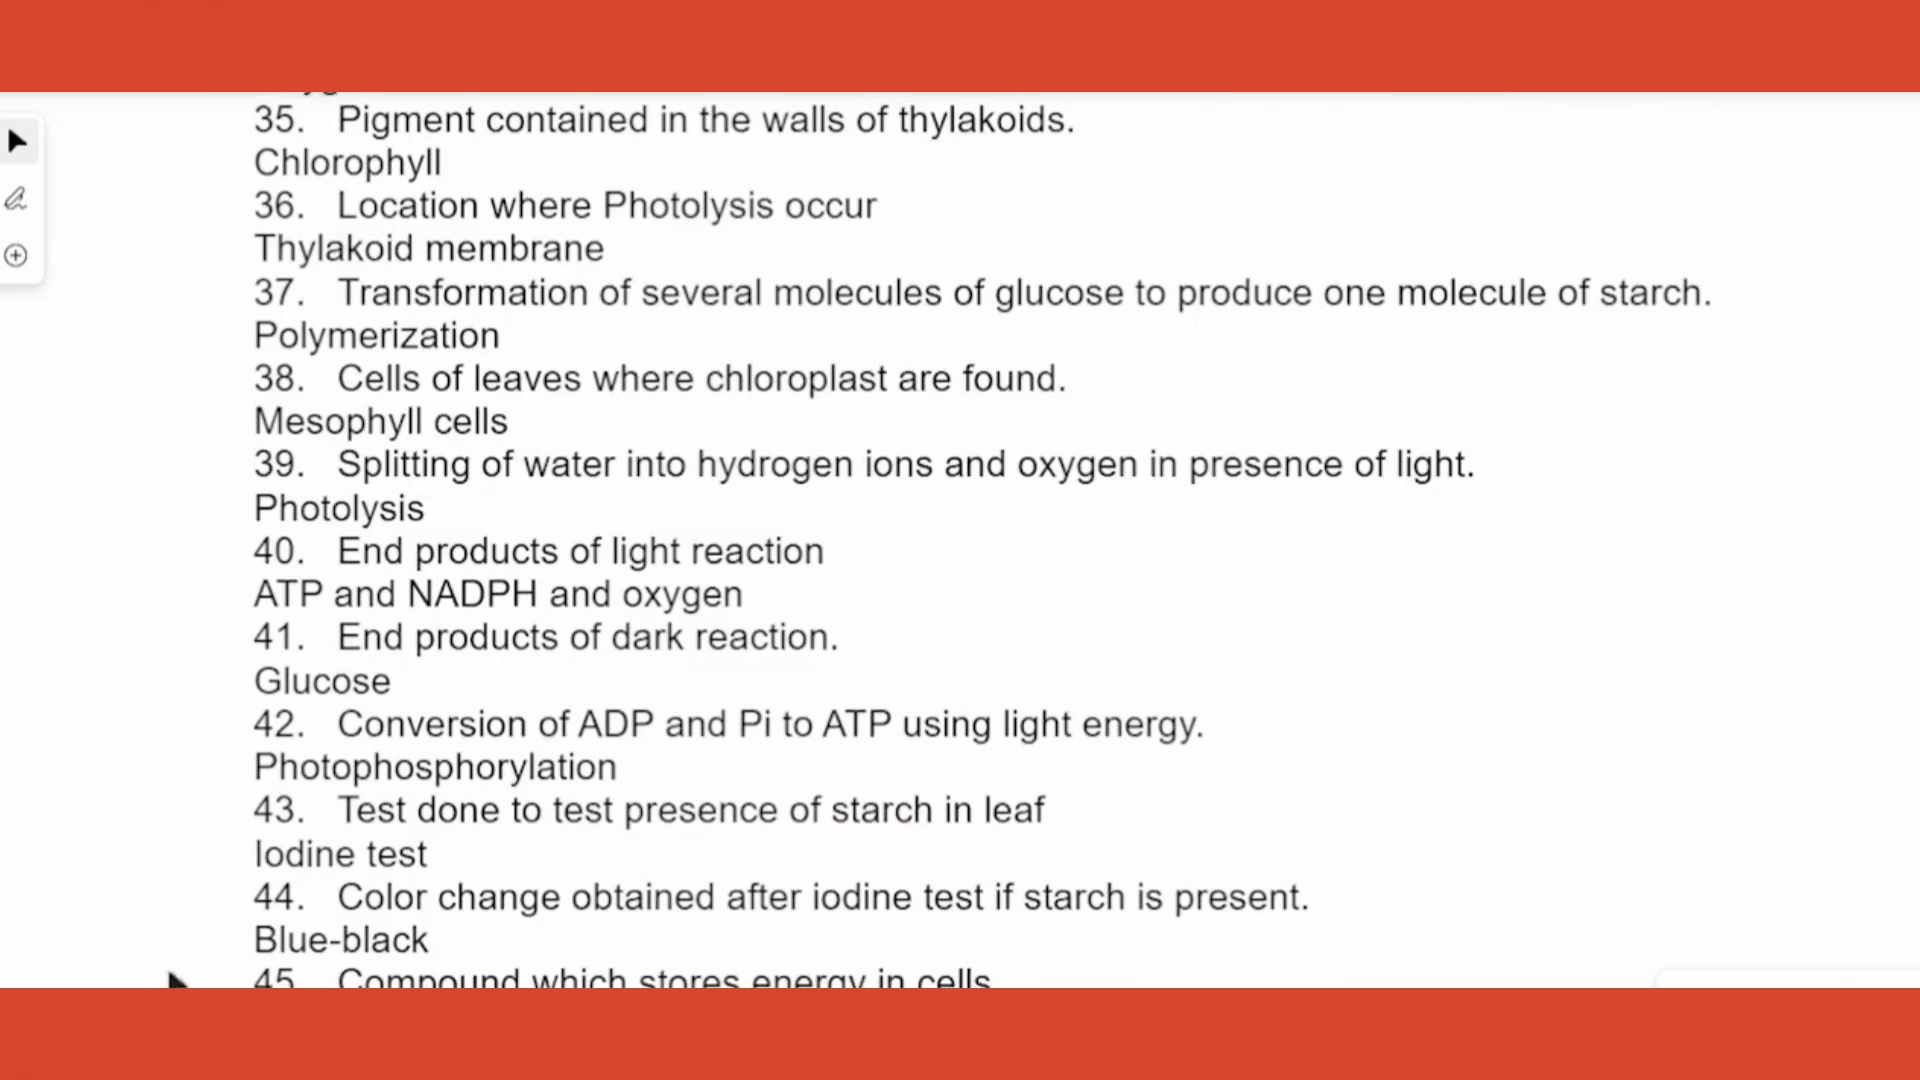 35. Pigment contained in the walls of thylakoids.
Chlorophyll
36. Location where Photolysis occur
Thylakoid membrane
37. Transformation of several molecules of glucose to produce one molecule of starch.
Polymerization
38. Cells of leaves where chloroplast are found.
Mesophyll cells
39. Splitting of water into hydrogen ions and oxygen in presence of light.
Photolysis
40. End products of light reaction
ATP and NADPH and oxygen
41. End products of dark reaction.
Glucose
42. Conversion of ADP and Pi to ATP using light energy.
Photophosphorylation
43. Test done to test presence of starch in leaf
Iodine test
44. Color change obtained after iodine test if starch is present.
Blue-black
45. Compound which stores energy in cells